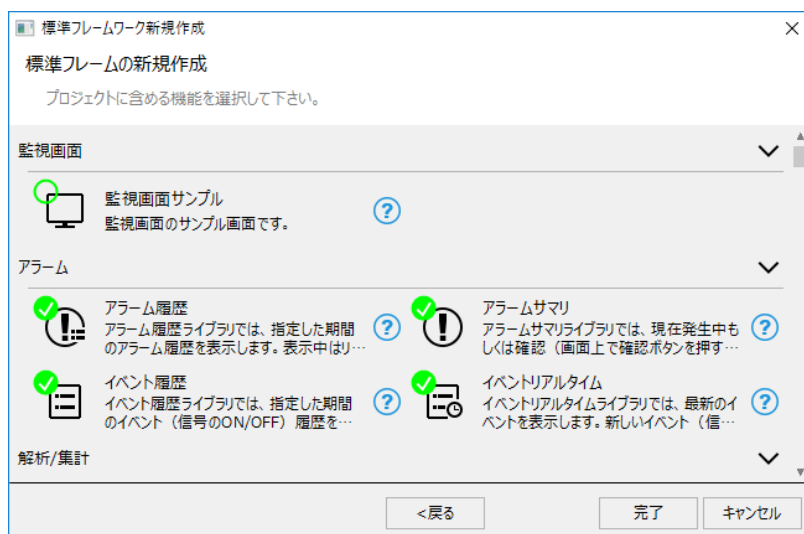 標準フレームワーク新規作成
標準フレームの新規作成
プロジェクトに含める機能を選択して下さい。
監視画面
監視画面サンプル
監視画面のサンプル画面です。
?
アラーム
アラーム履歴
アラーム履歴ライブラリでは、指定した期間
のアラーム履歴を表示します。表示中はリ…
?
アラームサマリ
アラームサマリライブラリでは、現在発生中も
しくは確認（画面上で確認ボタンを押す…
?
イベント履歴
イベント履歴ライブラリでは、指定した期間
のイベント（信号のON/OFF）履歴を…
?
イベントリアルタイム
イベントリアルタイムライブラリでは、最新のイ
ベントを表示します。新しいイベント（信…
?
解析/集計
<戻る
完了
キャンセル